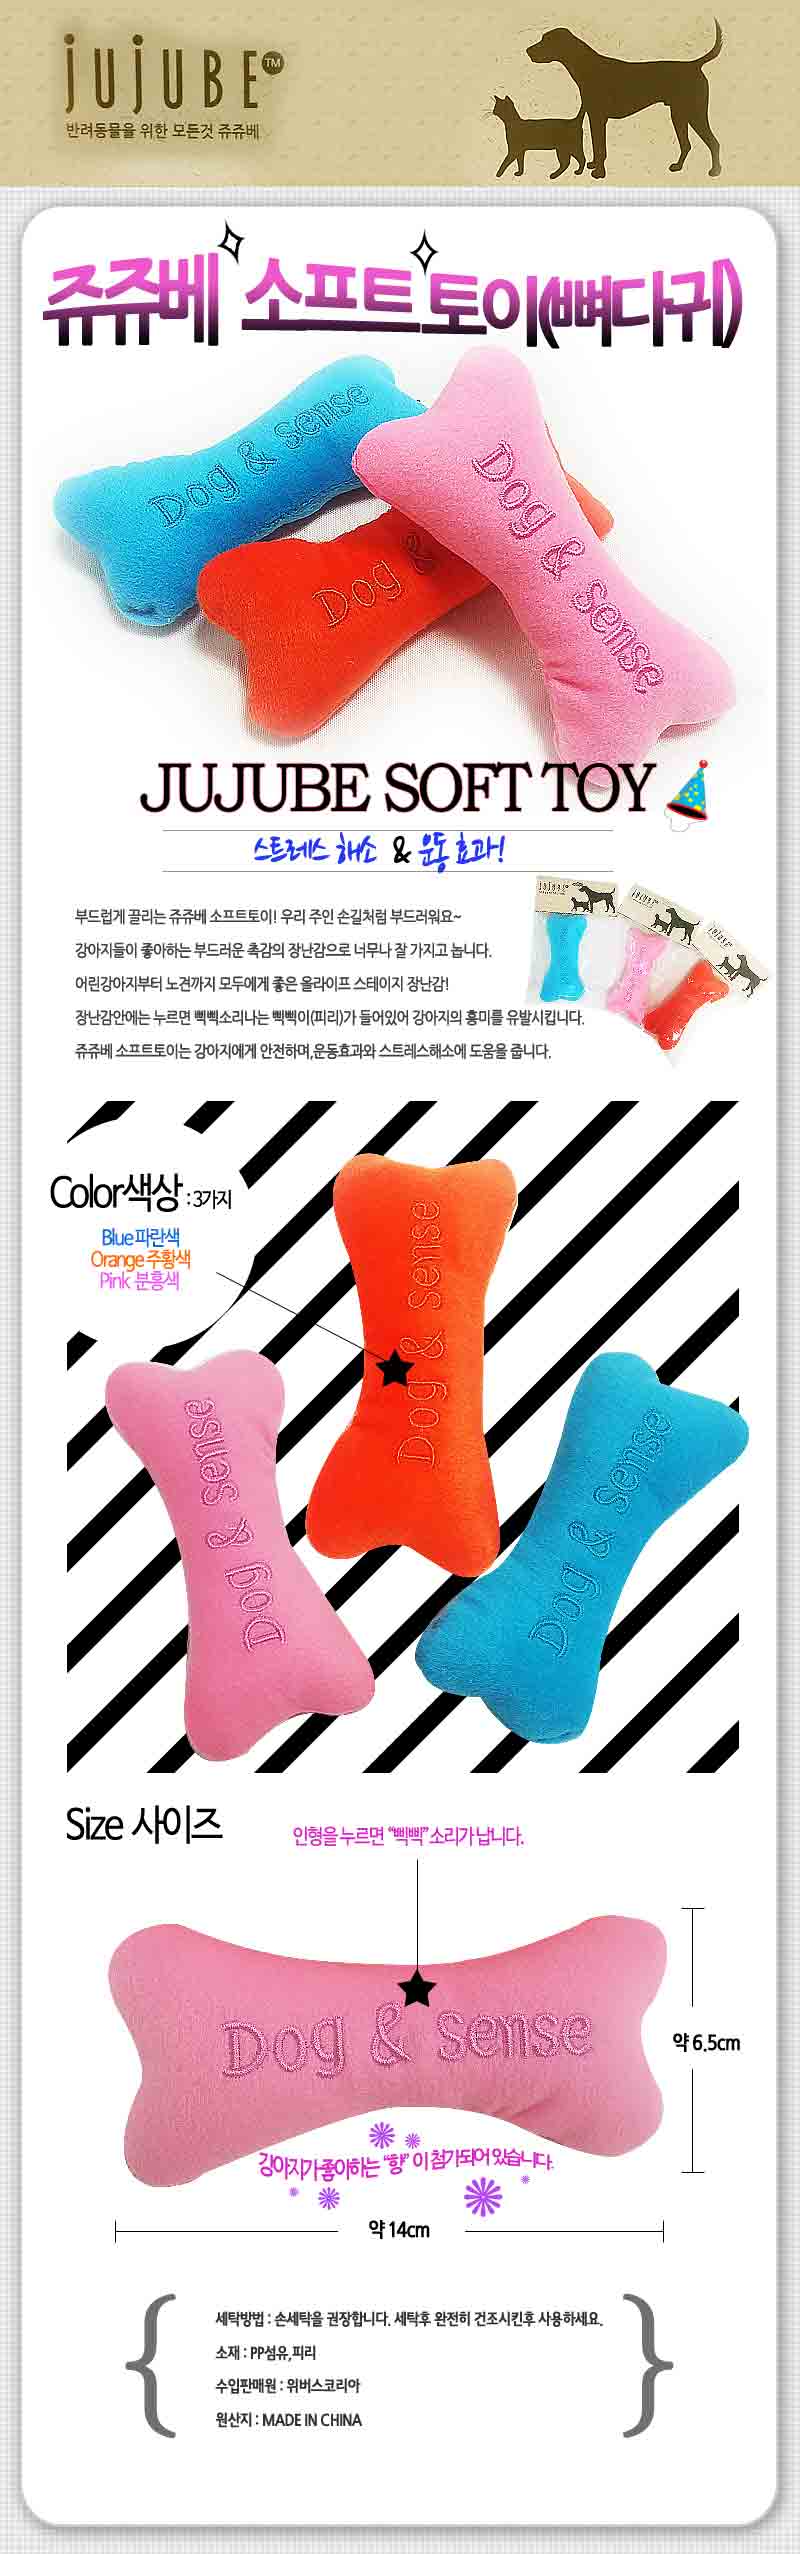 jujube™
반려동물을 위한 모든것 쥬쥬베
쥬쥬베 소프트토이(뼈다귀)
Dog & sense
Dog &
Dog & sense
JUJUBE SOFT TOY
스트레스 해소 & 운동 효과!
부드럽게 끌리는 쥬쥬베 소프트토이! 우리 주인 손길처럼 부드러워요~
강아지들이 좋아하는 부드러운 촉감의 장난감으로 너무나 잘 가지고 놉니다.
어린강아지부터 노견까지 모두에게 좋은 올라이프 스테이지 장난감!
장난감안에는 누르면 삑삑소리나는 삑삑이(피리)가 들어있어 강아지의 흥미를 유발시킵니다.
쥬쥬베 소프트토이는 강아지에게 안전하며,운동효과와 스트레스해소에 도움을 줍니다.
jujube
jujube
jujube
Color색상 : 3가지
Blue 파란색
Orange 주황색
Pink 분홍색
Dog & sense
Dog & sense
Dog & sense
Size 사이즈
인형을 누르면 "삑삑"소리가 납니다.
Dog & sense
약 6.5cm
강아지가 좋아하는 "향"이 첨가되어 있습니다.
약 14cm
세탁방법 : 손세탁을 권장합니다. 세탁후 완전히 건조시킨후 사용하세요.
소재 : PP섬유,피리
수입판매원 : 위버스코리아
원산지 : MADE IN CHINA